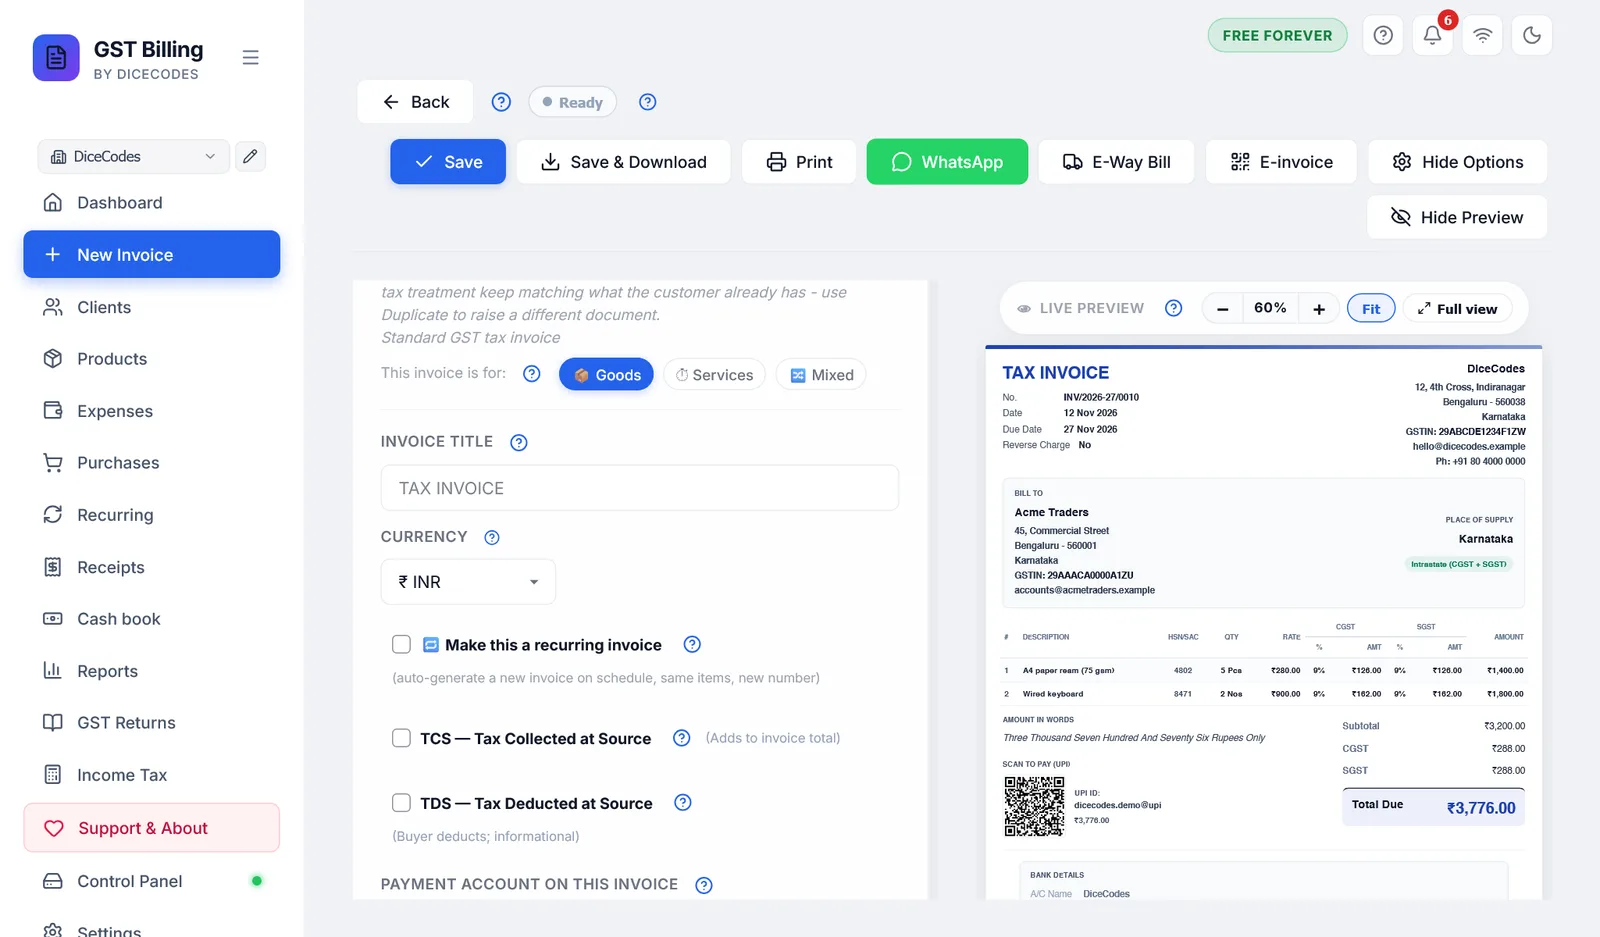 GST Billing
BY DICECODES
DiceCodes
Dashboard
New Invoice
Clients
Products
Expenses
Purchases
Recurring
Receipts
Cash book
Reports
GST Returns
Income Tax
Support & About
Control Panel
Settings
FREE FOREVER
6
Back
Ready
Save
Save & Download
Print
WhatsApp
E-Way Bill
E-invoice
Hide Options
Hide Preview
tax treatment keep matching what the customer already has - use
Duplicate to raise a different document.
Standard GST tax invoice
This invoice is for:
Goods
Services
Mixed
INVOICE TITLE
TAX INVOICE
CURRENCY
₹ INR
Make this a recurring invoice
(auto-generate a new invoice on schedule, same items, new number)
TCS — Tax Collected at Source
(Adds to invoice total)
TDS — Tax Deducted at Source
(Buyer deducts; informational)
PAYMENT ACCOUNT ON THIS INVOICE
LIVE PREVIEW
60%
Fit
Full view
TAX INVOICE
No. INV/2026-27/0010
Date 12 Nov 2026
Due Date 27 Nov 2026
Reverse Charge No
DiceCodes
12, 4th Cross, Indiranagar
Bengaluru - 560038
Karnataka
GSTIN: 29ABCDE1234F1ZW
hello@dicecodes.example
Ph: +91 80 4000 0000
BILL TO
Acme Traders
45, Commercial Street
Bengaluru - 560001
Karnataka
GSTIN: 29AAACA0000A1ZU
accounts@acmetraders.example
PLACE OF SUPPLY
Karnataka
Intrastate (CGST + SGST)
# DESCRIPTION HSN/SAC QTY RATE CGST SGST AMOUNT
% AMT % AMT
1 A4 paper ream (75 gsm) 4802 5 Pcs ₹280.00 9% ₹126.00 9% ₹126.00 ₹1,400.00
2 Wired keyboard 8471 2 Nos ₹900.00 9% ₹162.00 9% ₹162.00 ₹1,800.00
AMOUNT IN WORDS
Three Thousand Seven Hundred And Seventy Six Rupees Only
SCAN TO PAY (UPI)
UPI ID:
dicecodes.demo@upi
₹3,776.00
Subtotal ₹3,200.00
CGST ₹288.00
SGST ₹288.00
Total Due ₹3,776.00
BANK DETAILS
A/C Name DiceCodes